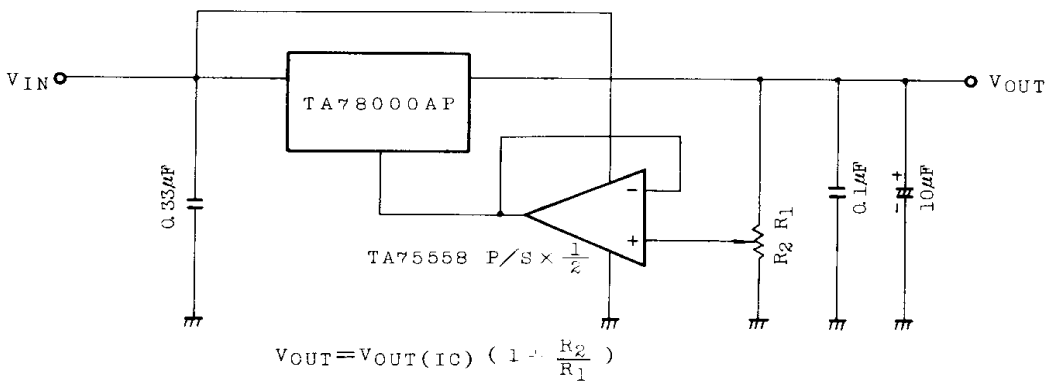 VIN
TA78000AP
VOUT
0.33μF
-
+
TA75558 P/S × 1/2
R1
R2
0.1μF
+
-
10μF
VOUT=VOUT(IC) (1 + R2/R1)